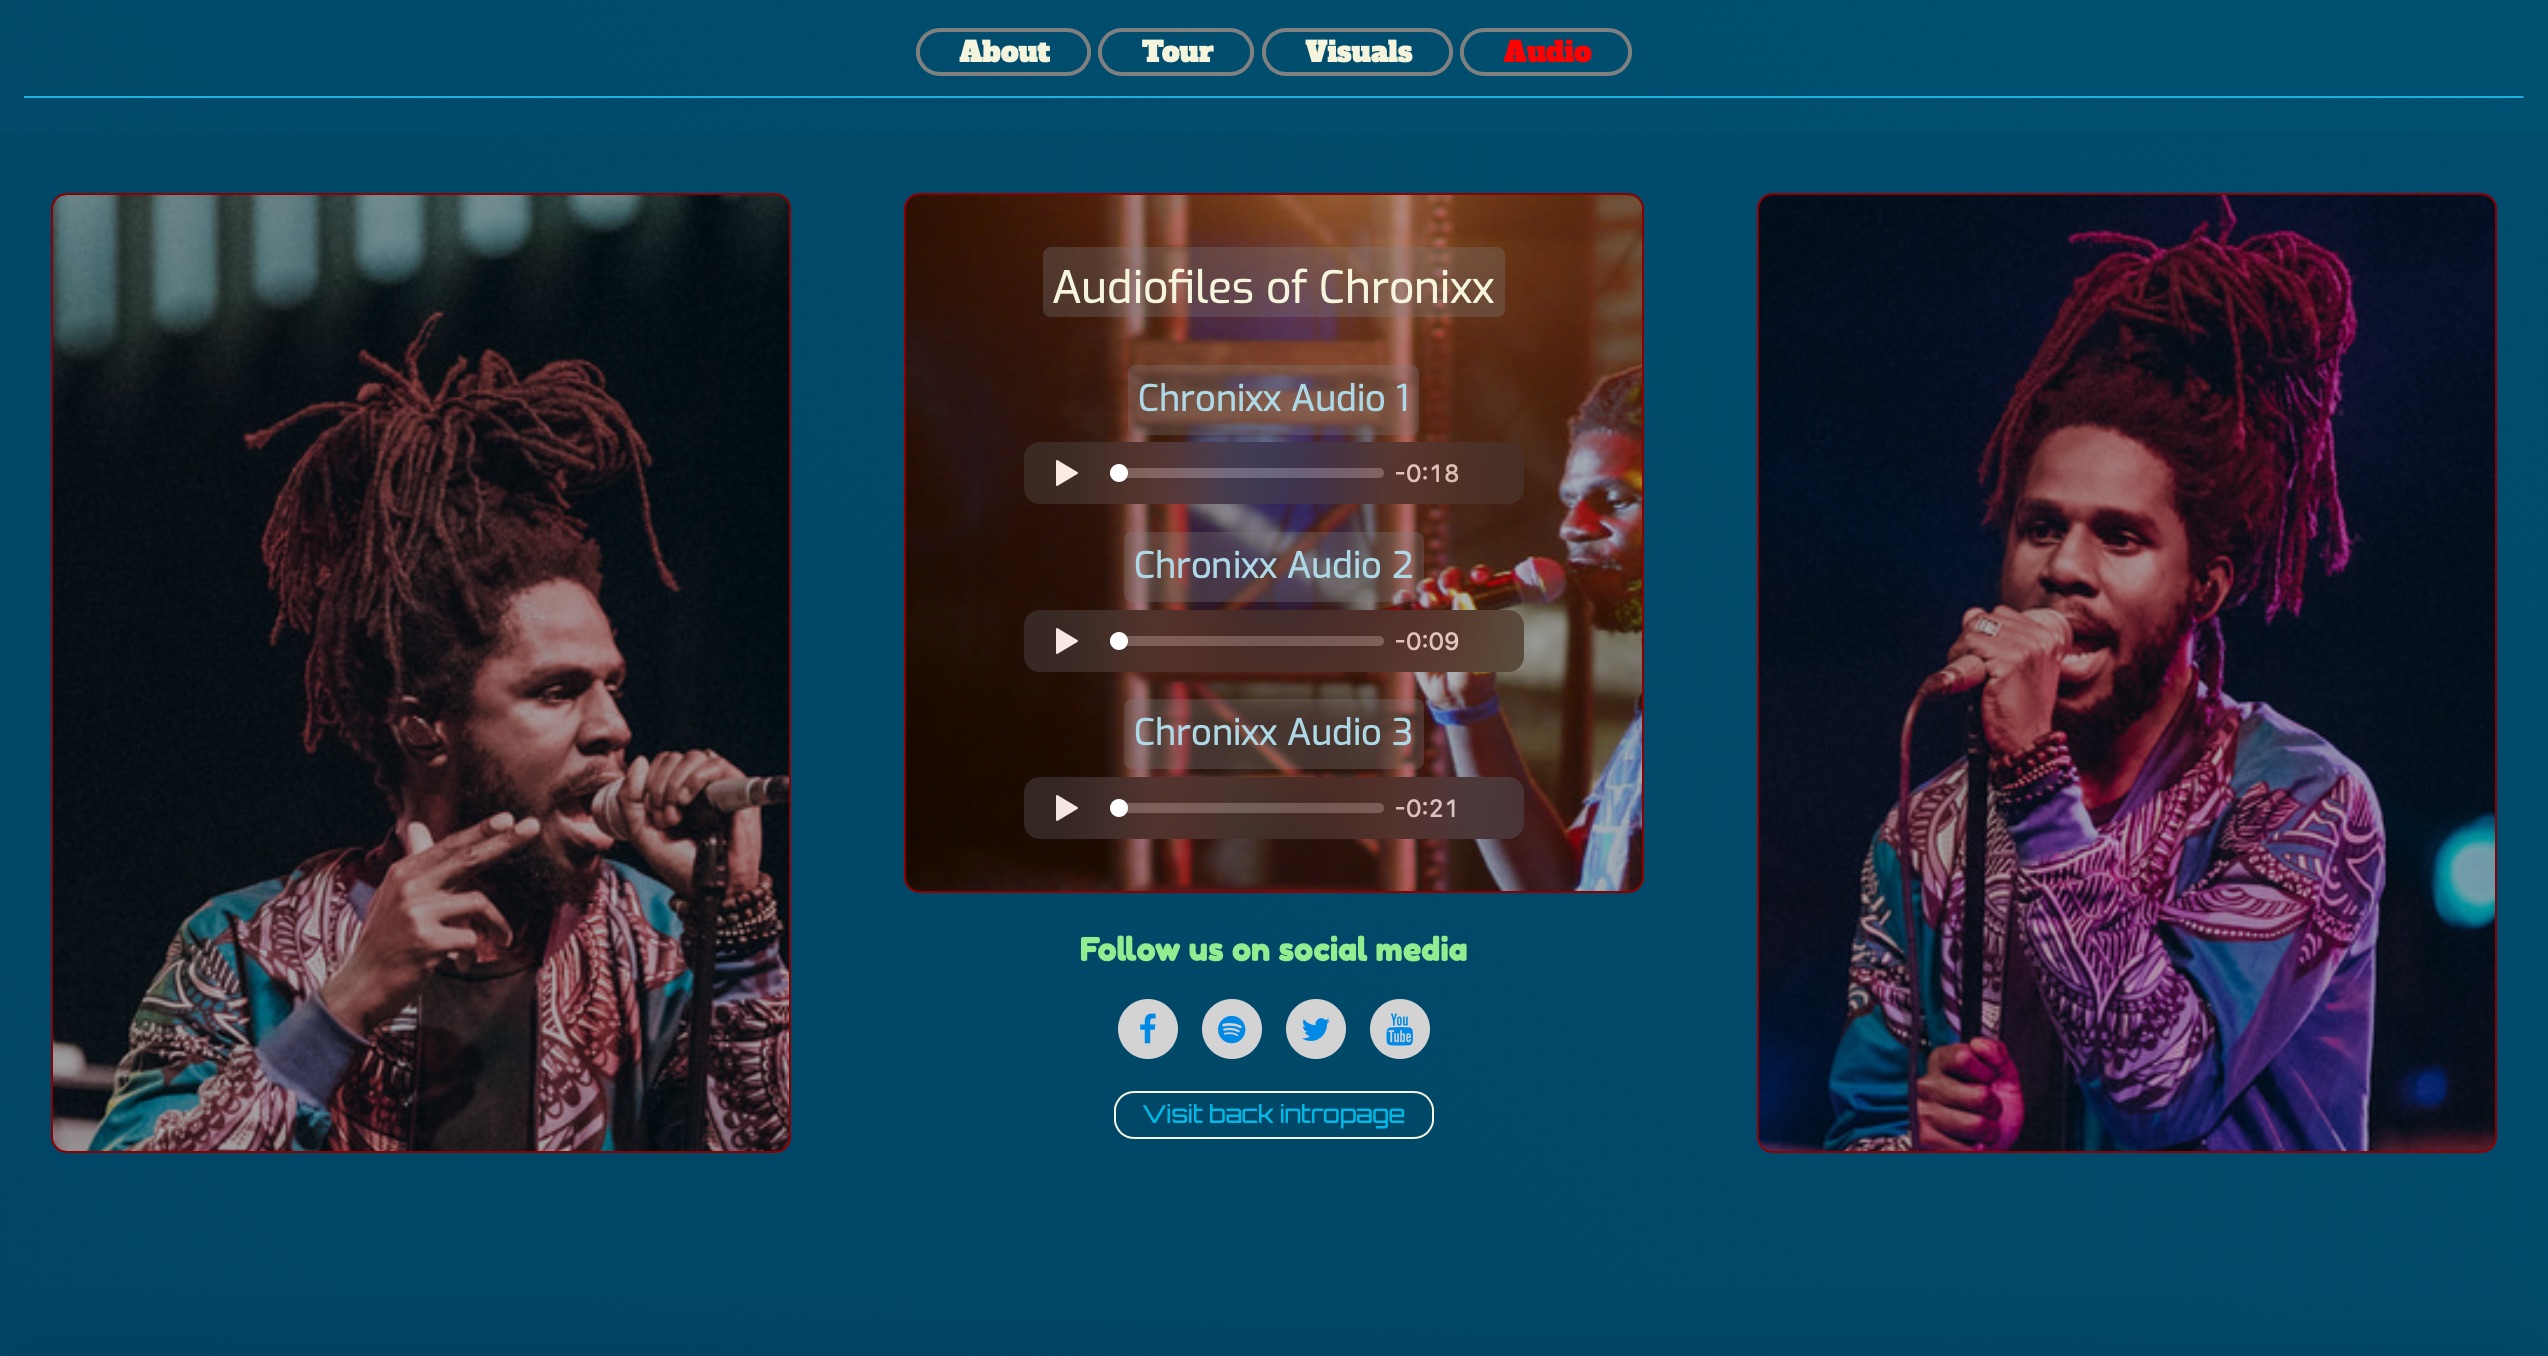 About Tour Visuals Audio
Audiofiles of Chronixx
Chronixx Audio 1
-0:18
Chronixx Audio 2
-0:09
Chronixx Audio 3
-0:21
Follow us on social media
You
Tube
Visit back intropage